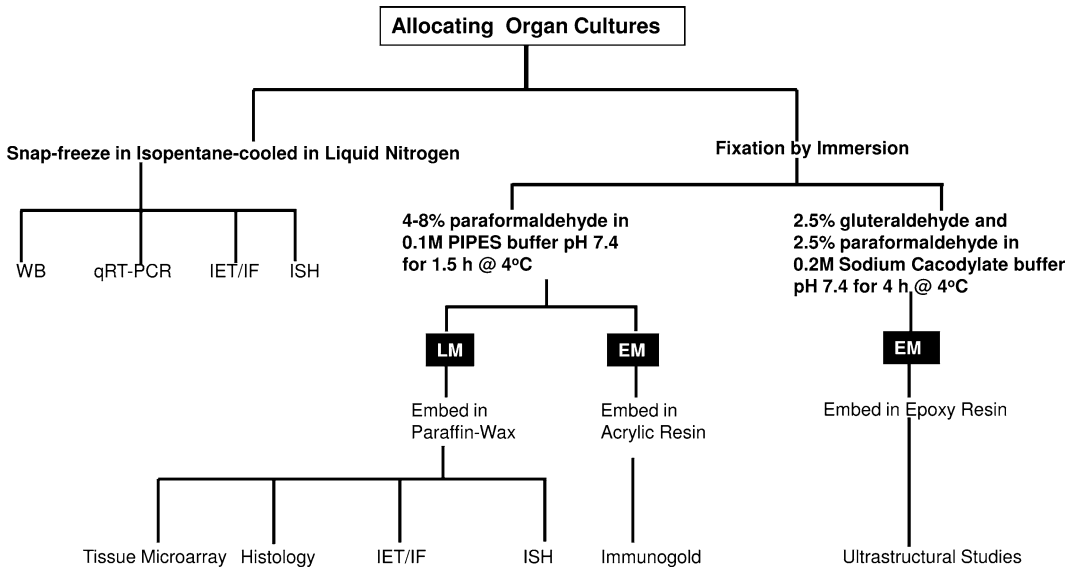 Allocating Organ Cultures
Snap-freeze in Isopentane-cooled in Liquid Nitrogen
Fixation by Immersion
WB
qRT-PCR
IET/IF
ISH
4-8% paraformaldehyde in
0.1M PIPES buffer pH 7.4
for 1.5 h @ 4ºC
2.5% gluteraldehyde and
2.5% paraformaldehyde in
0.2M Sodium Cacodylate buffer
pH 7.4 for 4 h @ 4ºC
LM
EM
EM
Embed in
Paraffin-Wax
Embed in
Acrylic Resin
Embed in Epoxy Resin
Tissue Microarray
Histology
IET/IF
ISH
Immunogold
Ultrastructural Studies